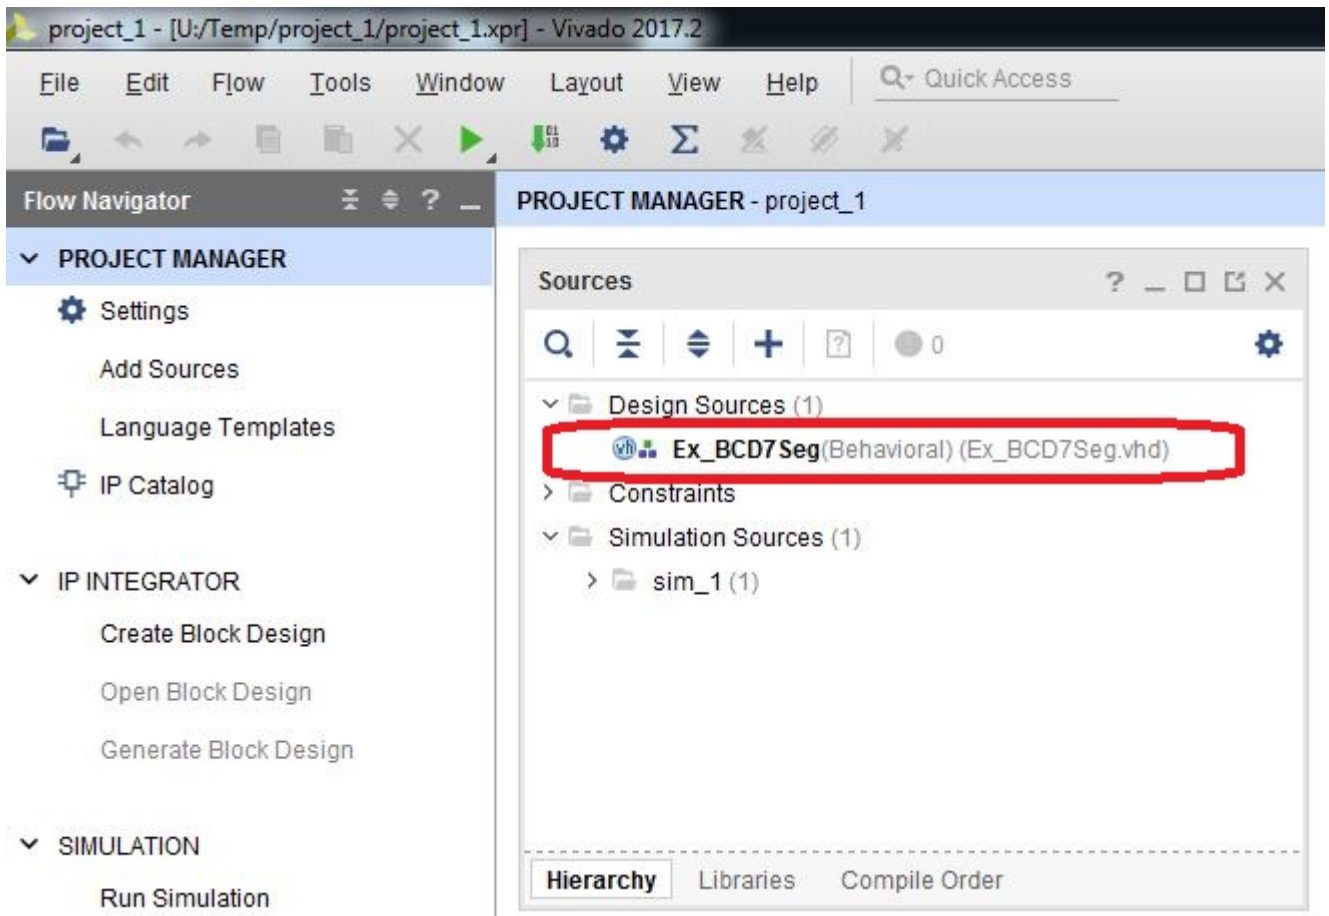 project_1 - [U:/Temp/project_1/project_1.xpr] - Vivado 2017.2
File Edit Flow Tools Window Layout View Help Quick Access
Flow Navigator ?
PROJECT MANAGER - project_1
PROJECT MANAGER
Settings
Add Sources
Language Templates
IP Catalog
IP INTEGRATOR
Create Block Design
Open Block Design
Generate Block Design
SIMULATION
Run Simulation
Sources ?
? 0
Design Sources (1)
vh Ex_BCD7Seg(Behavioral) (Ex_BCD7Seg.vhd)
Constraints
Simulation Sources (1)
sim_1 (1)
Hierarchy Libraries Compile Order